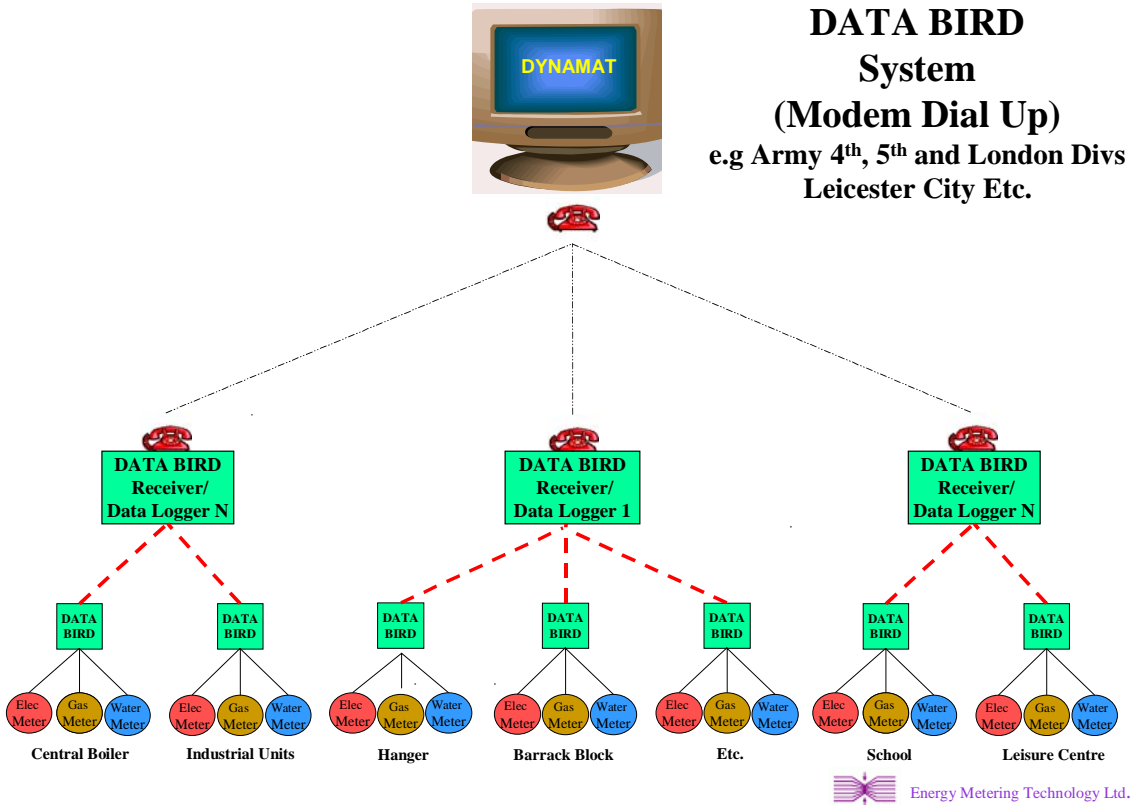 DYNAMAT
DATA BIRD
System
(Modem Dial Up)
e.g Army 4th, 5th and London Divs
Leicester City Etc.
DATA BIRD
Receiver/
Data Logger N
DATA BIRD
Receiver/
Data Logger 1
DATA BIRD
Receiver/
Data Logger N
DATA
BIRD
DATA
BIRD
DATA
BIRD
DATA
BIRD
DATA
BIRD
DATA
BIRD
DATA
BIRD
Elec
Meter
Gas
Meter
Water
Meter
Elec
Meter
Gas
Meter
Water
Meter
Elec
Meter
Gas
Meter
Water
Meter
Elec
Meter
Gas
Meter
Water
Meter
Elec
Meter
Gas
Meter
Water
Meter
Elec
Meter
Gas
Meter
Water
Meter
Elec
Meter
Gas
Meter
Water
Meter
Central Boiler
Industrial Units
Hanger
Barrack Block
Etc.
School
Leisure Centre
Energy Metering Technology Ltd.